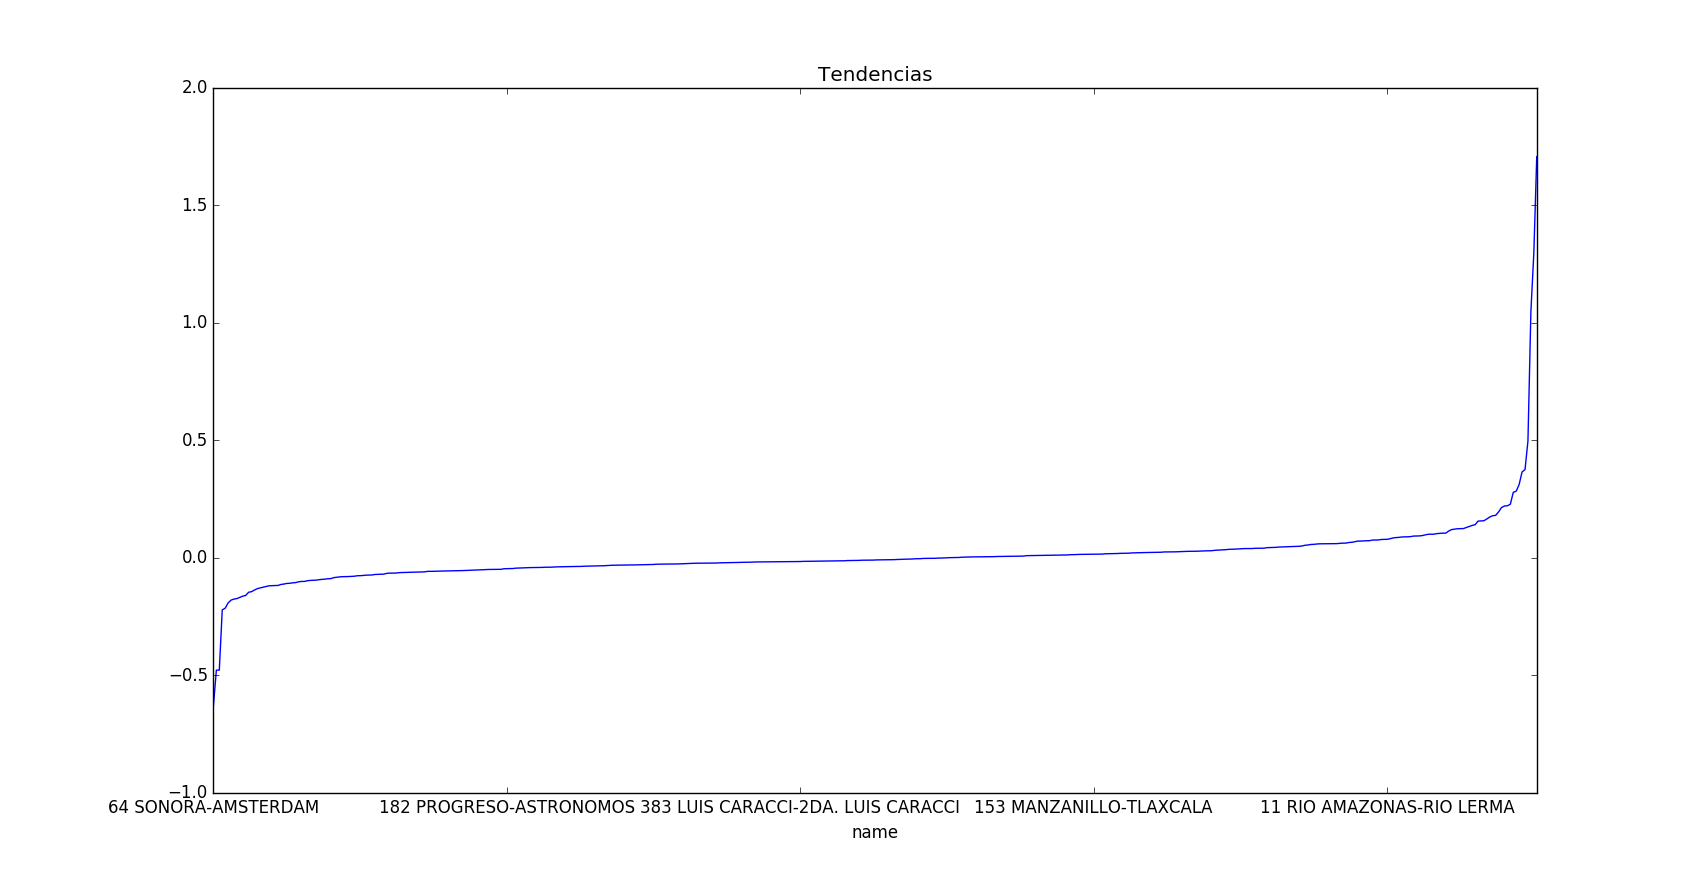 Tendencias
2.0
1.5
1.0
0.5
0.0
−0.5
−1.0
64 SONORA-AMSTERDAM 182 PROGRESO-ASTRONOMOS 383 LUIS CARACCI-2DA. LUIS CARACCI 153 MANZANILLO-TLAXCALA 11 RIO AMAZONAS-RIO LERMA
name